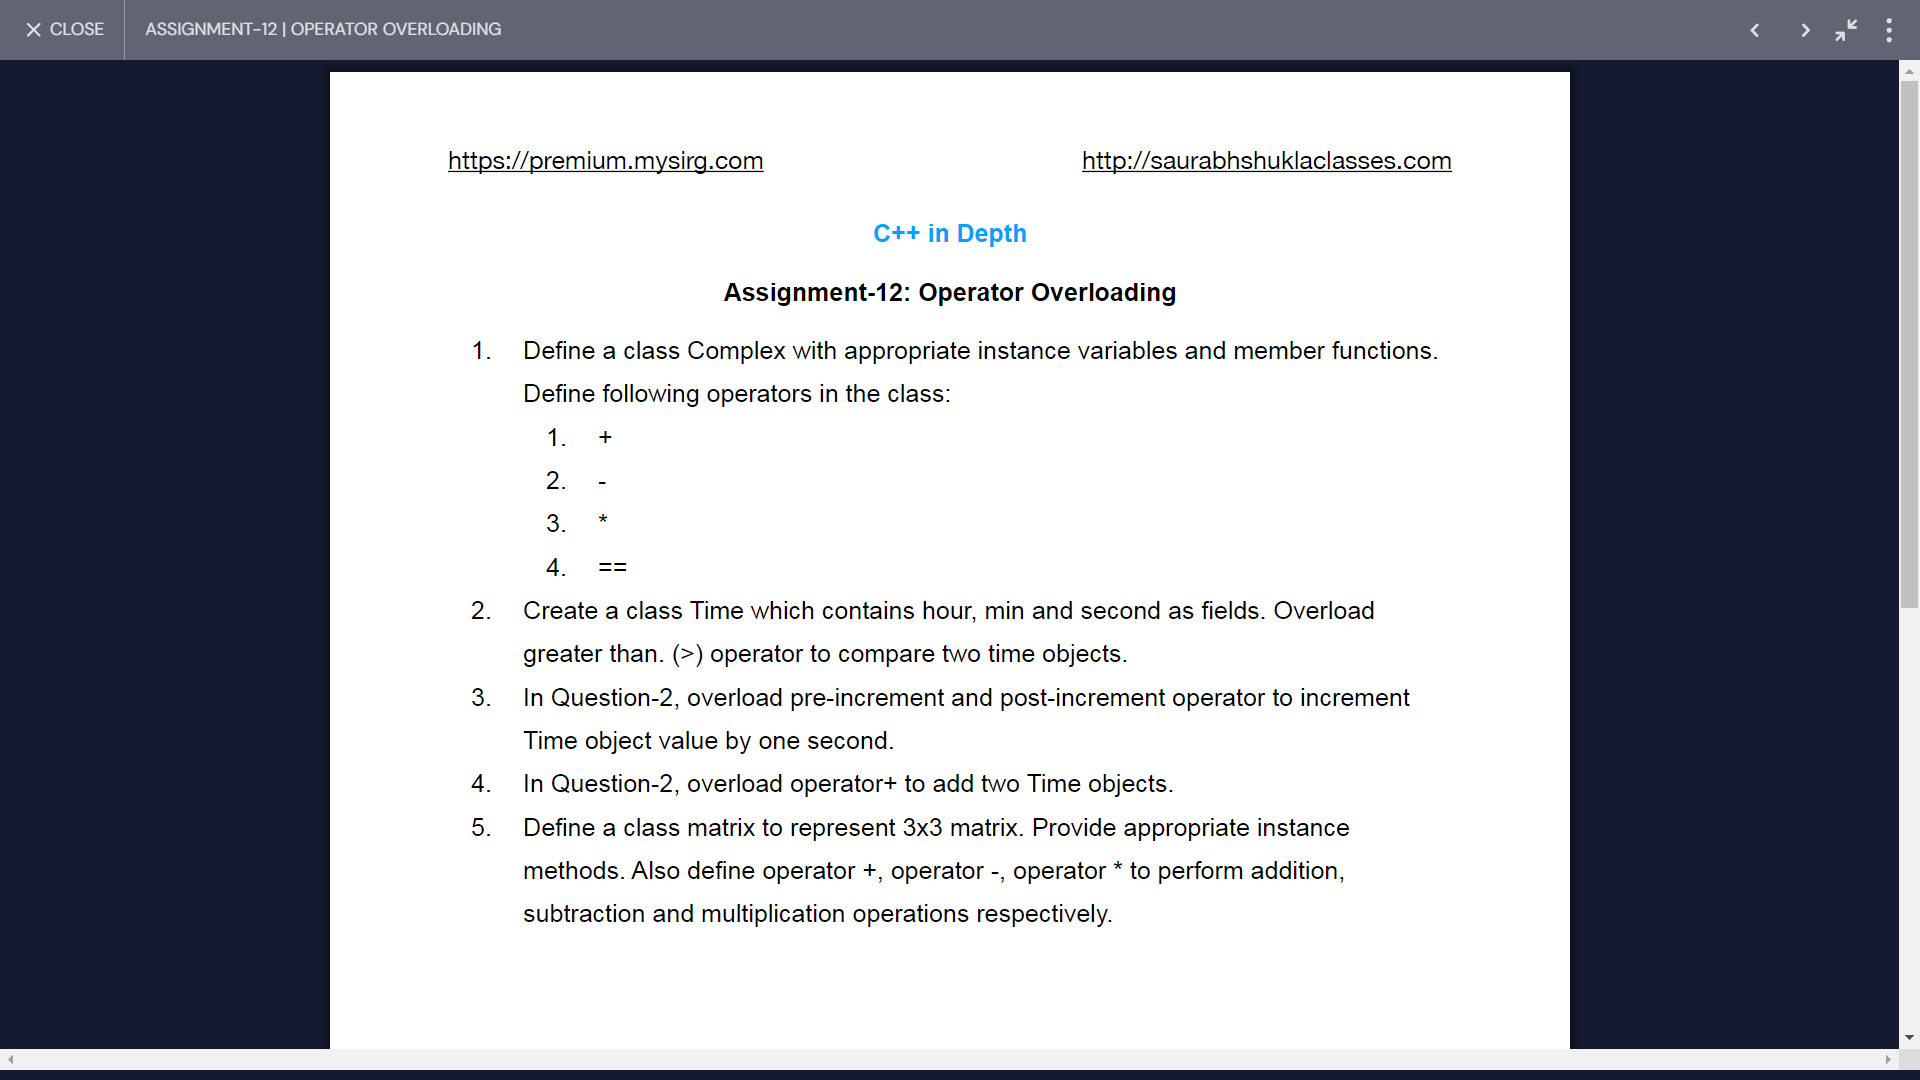 CLOSE ASSIGNMENT-12 | OPERATOR OVERLOADING
https://premium.mysirg.com http://saurabhshuklaclasses.com
C++ in Depth
Assignment-12: Operator Overloading
1. Define a class Complex with appropriate instance variables and member functions.
Define following operators in the class:
1. +
2. -
3. *
4. ==
2. Create a class Time which contains hour, min and second as fields. Overload
greater than. (>) operator to compare two time objects.
3. In Question-2, overload pre-increment and post-increment operator to increment
Time object value by one second.
4. In Question-2, overload operator+ to add two Time objects.
5. Define a class matrix to represent 3x3 matrix. Provide appropriate instance
methods. Also define operator +, operator -, operator * to perform addition,
subtraction and multiplication operations respectively.